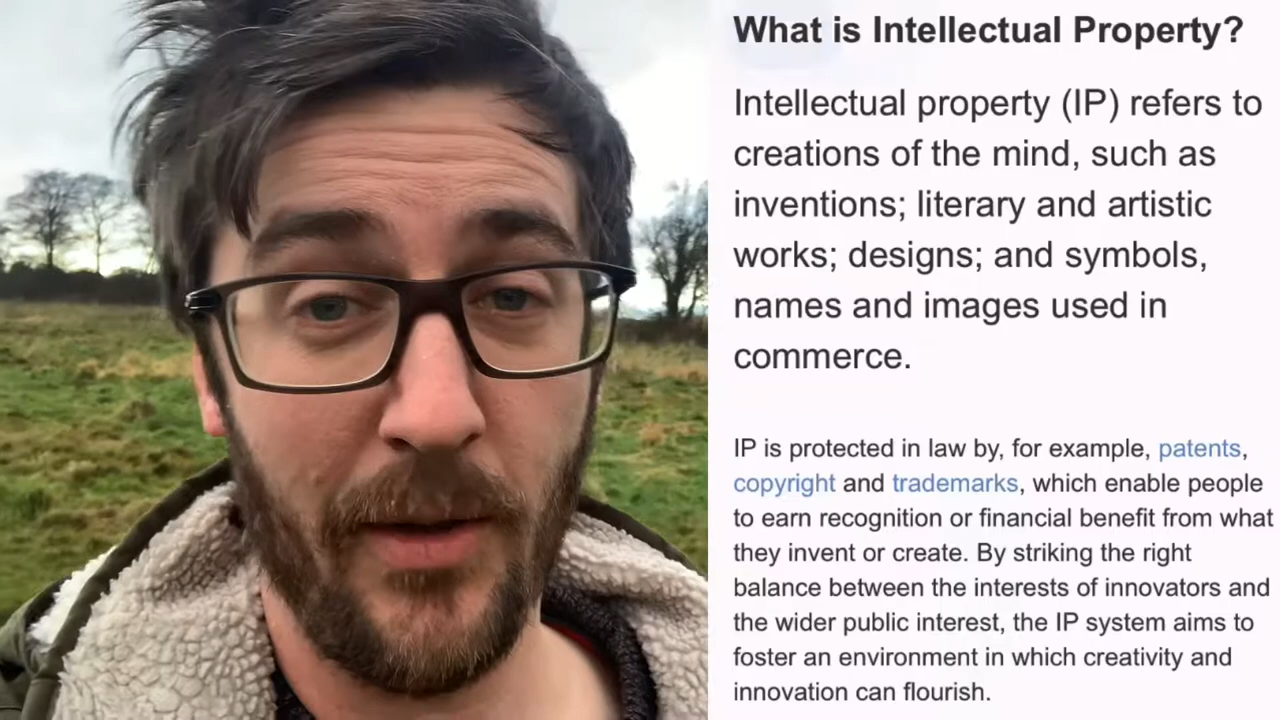 What is Intellectual Property?
Intellectual property (IP) refers to
creations of the mind, such as
inventions; literary and artistic
works; designs; and symbols,
names and images used in
commerce.
IP is protected in law by, for example, patents,
copyright and trademarks, which enable people
to earn recognition or financial benefit from what
they invent or create. By striking the right
balance between the interests of innovators and
the wider public interest, the IP system aims to
foster an environment in which creativity and
innovation can flourish.